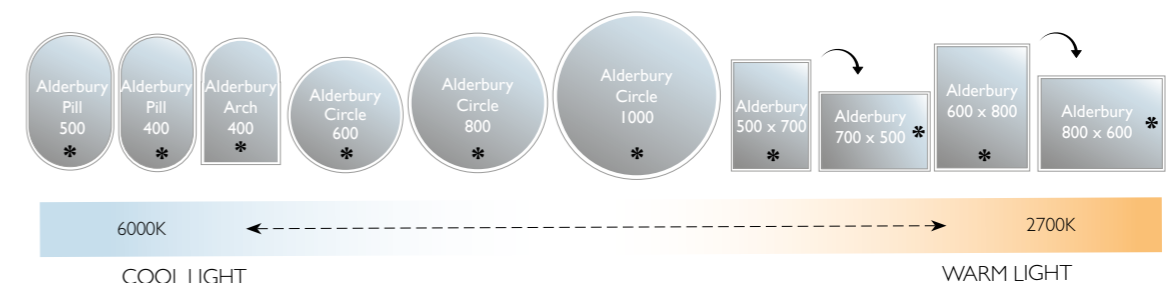 Alderbury
Pill
500
*
Alderbury
Pill
400
*
Alderbury
Arch
400
*
Alderbury
Circle
600
*
Alderbury
Circle
800
*
Alderbury
Circle
1000
*
Alderbury
500 x 700
*
Alderbury
700 x 500
*
Alderbury
600 x 800
*
Alderbury
800 x 600
*
6000K
2700K
COOL LIGHT
WARM LIGHT